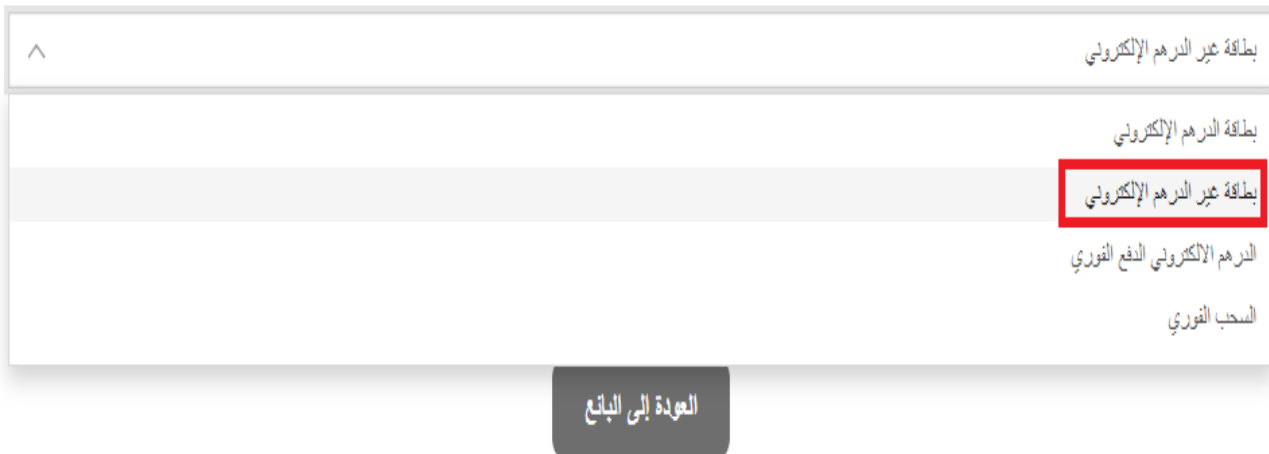 بطاقة غير الدرهم الإلكتروني
بطاقة الدرهم الإلكتروني
بطاقة غير الدرهم الإلكتروني
الدرهم الالكتروني الدفع الفوري
السحب الفوري
العودة إلى البائع